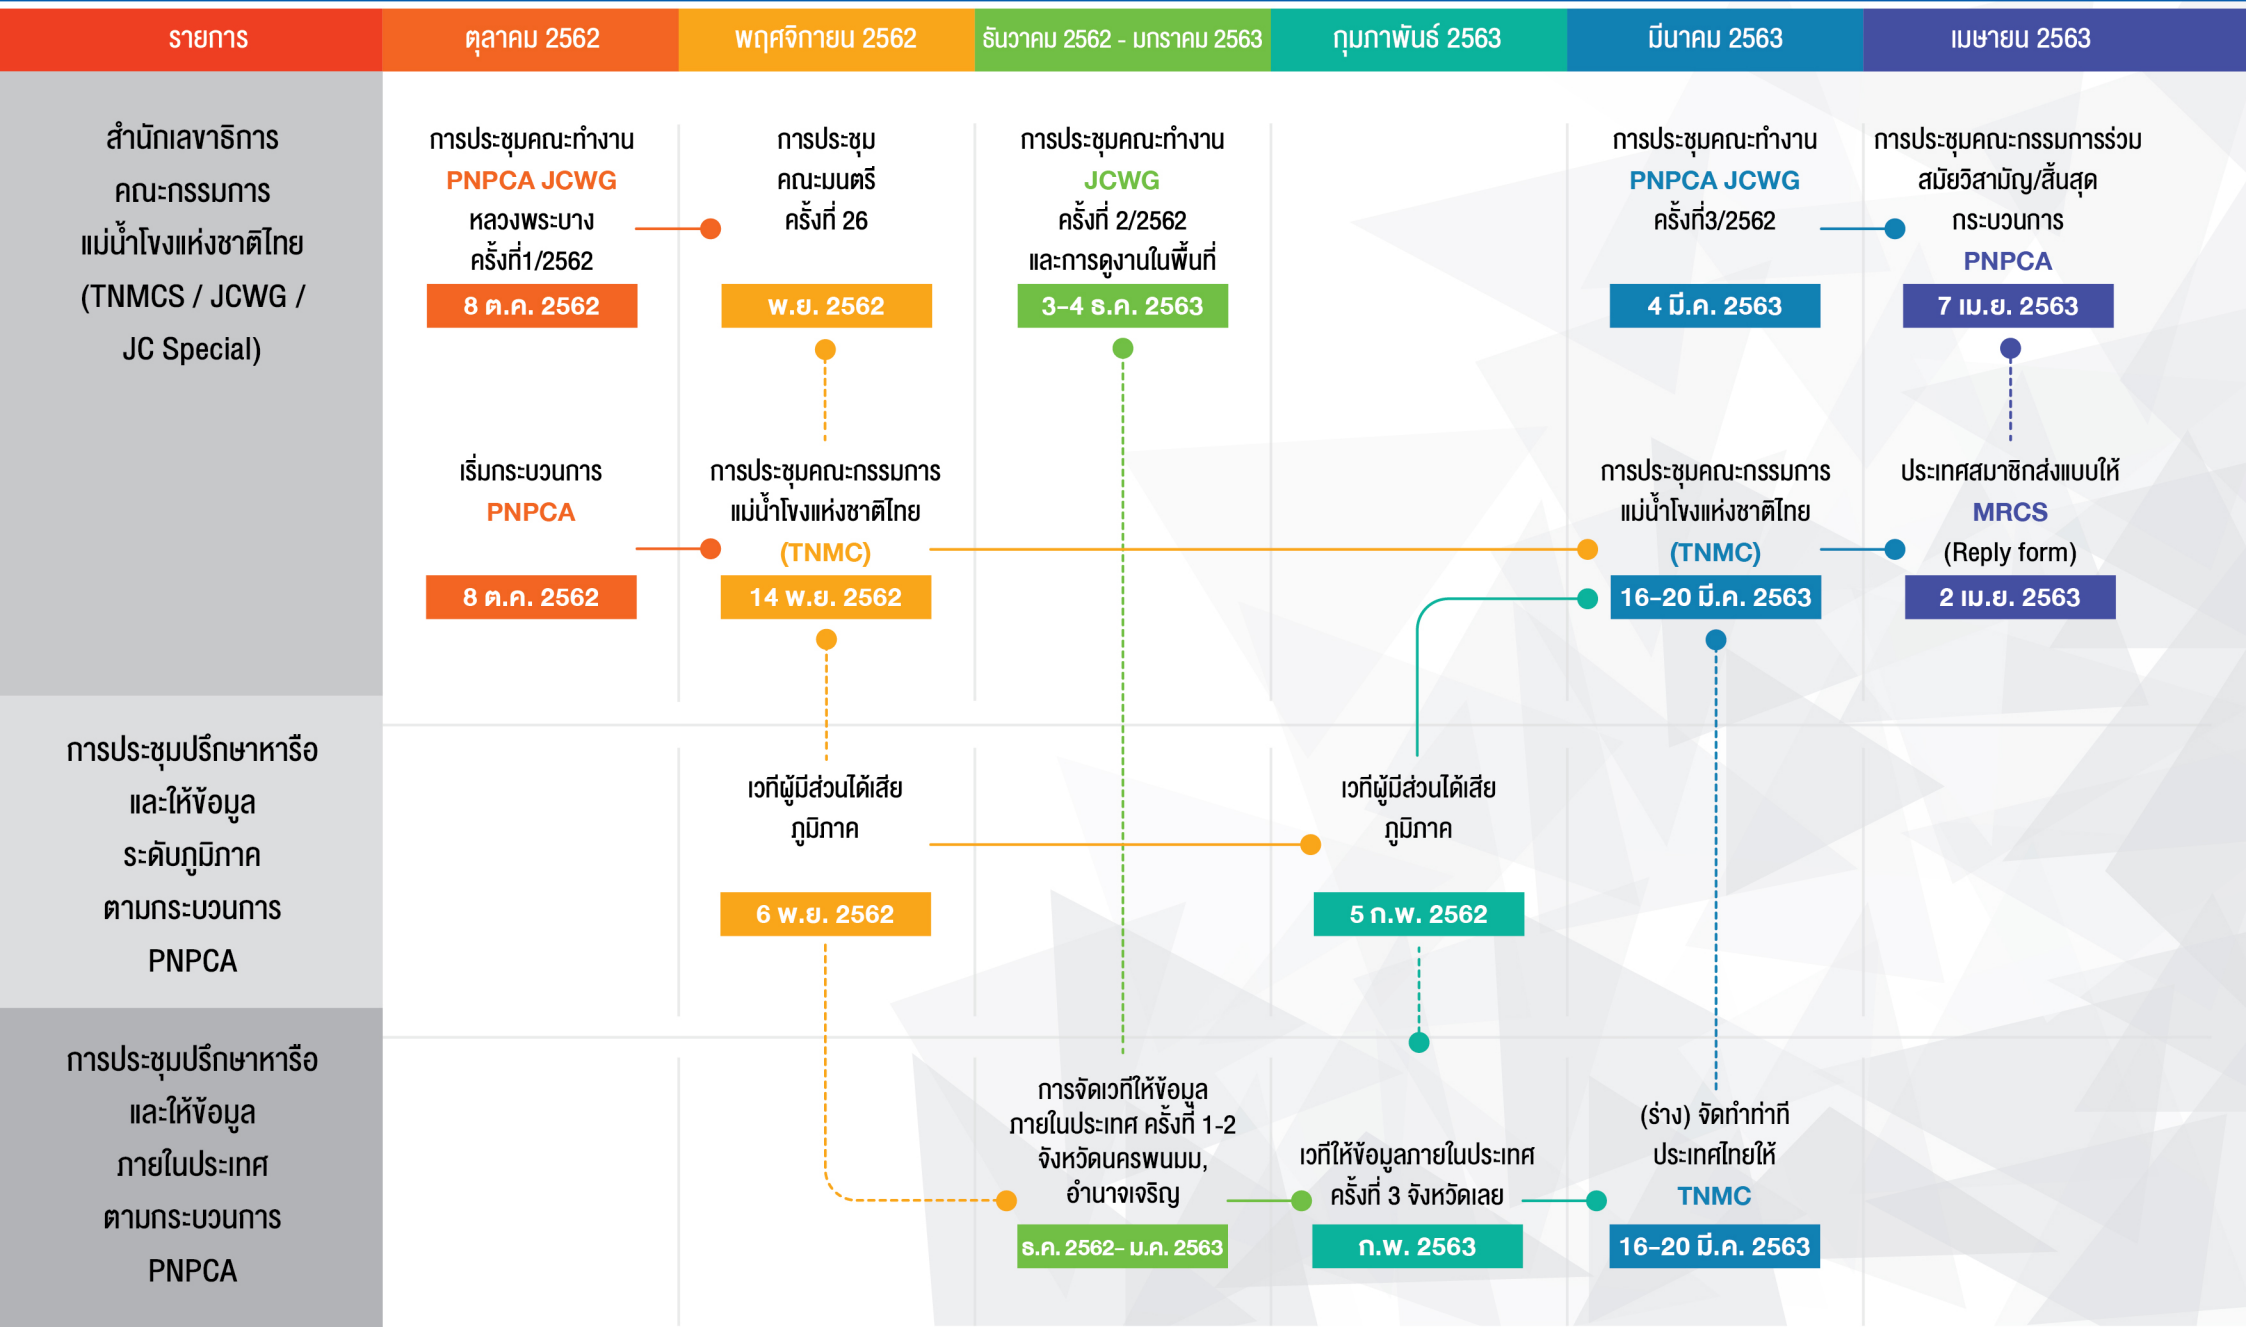 รายการ
ตุลาคม 2562
พฤศจิกายน 2562
ธันวาคม 2562 - มกราคม 2563
กุมภาพันธ์ 2563
มีนาคม 2563
เมษายน 2563
สำนักเลขาธิการ
คณะกรรมการ
แม่น้ำโขงแห่งชาติไทย
(TNMCS / JCWG /
JC Special)
การประชุมคณะทำงาน
PNPCA JCWG
หลวงพระบาง
ครั้งที่1/2562
8 ต.ค. 2562
การประชุม
คณะมนตรี
ครั้งที่ 26
พ.ย. 2562
การประชุมคณะทำงาน
JCWG
ครั้งที่ 2/2562
และการดูงานในพื้นที่
3-4 ธ.ค. 2563
การประชุมคณะทำงาน
PNPCA JCWG
ครั้งที่3/2562
4 มี.ค. 2563
การประชุมคณะกรรมการร่วม
สมัยวิสามัญ/สิ้นสุด
กระบวนการ
PNPCA
7 เม.ย. 2563
เริ่มกระบวนการ
PNPCA
8 ต.ค. 2562
การประชุมคณะกรรมการ
แม่น้ำโขงแห่งชาติไทย
(TNMC)
14 พ.ย. 2562
การประชุมคณะกรรมการ
แม่น้ำโขงแห่งชาติไทย
(TNMC)
16-20 มี.ค. 2563
ประเทศสมาชิกส่งแบบให้
MRCS
(Reply form)
2 เม.ย. 2563
การประชุมปรึกษาหารือ
และให้ข้อมูล
ระดับภูมิภาค
ตามกระบวนการ
PNPCA
เวทีผู้มีส่วนได้เสีย
ภูมิภาค
6 พ.ย. 2562
เวทีผู้มีส่วนได้เสีย
ภูมิภาค
5 ก.พ. 2562
การประชุมปรึกษาหารือ
และให้ข้อมูล
ภายในประเทศ
ตามกระบวนการ
PNPCA
การจัดเวทีให้ข้อมูล
ภายในประเทศ ครั้งที่ 1-2
จังหวัดนครพนมม,
อำนาจเจริญ
ธ.ค. 2562- ม.ค. 2563
เวทีให้ข้อมูลภายในประเทศ
ครั้งที่ 3 จังหวัดเลย
ก.พ. 2563
(ร่าง) จัดทำท่าที
ประเทศไทยให้
TNMC
16-20 มี.ค. 2563